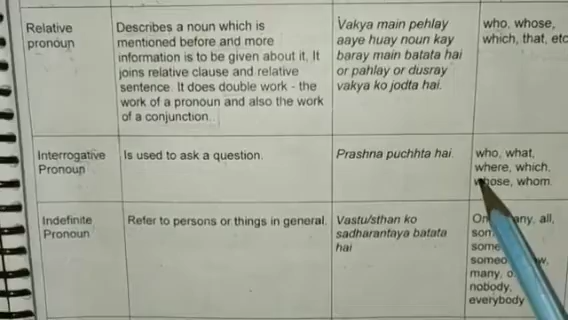 Relative
pronoun
Describes a noun which is
mentioned before and more
information is to be given about it. It
joins relative clause and relative
sentence. It does double work - the
work of a pronoun and also the work
of a conjunction.
Vakya main pehlay
aaye huay noun kay
baray main batata hai
or pahlay or dusray
vakya ko jodta hai.
who, whose,
which, that, etc
Interrogative
Pronoun
Is used to ask a question.
Prashna puchhta hai.
who, what,
where, which,
whose, whom.
Indefinite
Pronoun
Refer to persons or things in general.
Vastu/sthan ko
sadharantaya batata
hai
all,
many,
nobody,
everybody